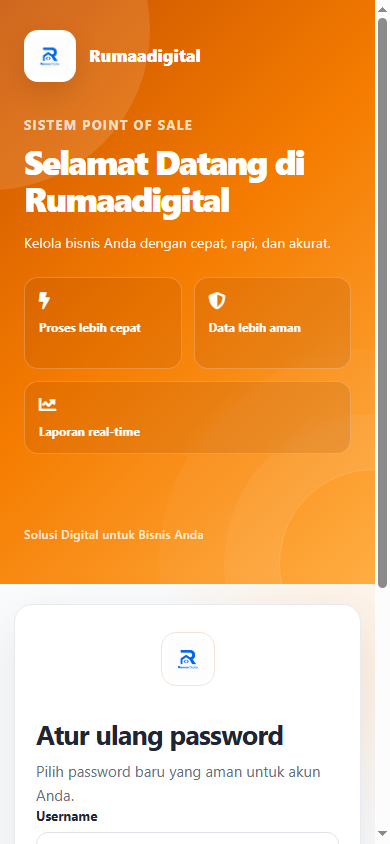 Rumaadigital
SISTEM POINT OF SALE
Selamat Datang di
Rumaadigital
Kelola bisnis Anda dengan cepat, rapi, dan akurat.
Proses lebih cepat
Data lebih aman
Laporan real-time
Solusi Digital untuk Bisnis Anda
Atur ulang password
Pilih password baru yang aman untuk akun
Anda.
Username